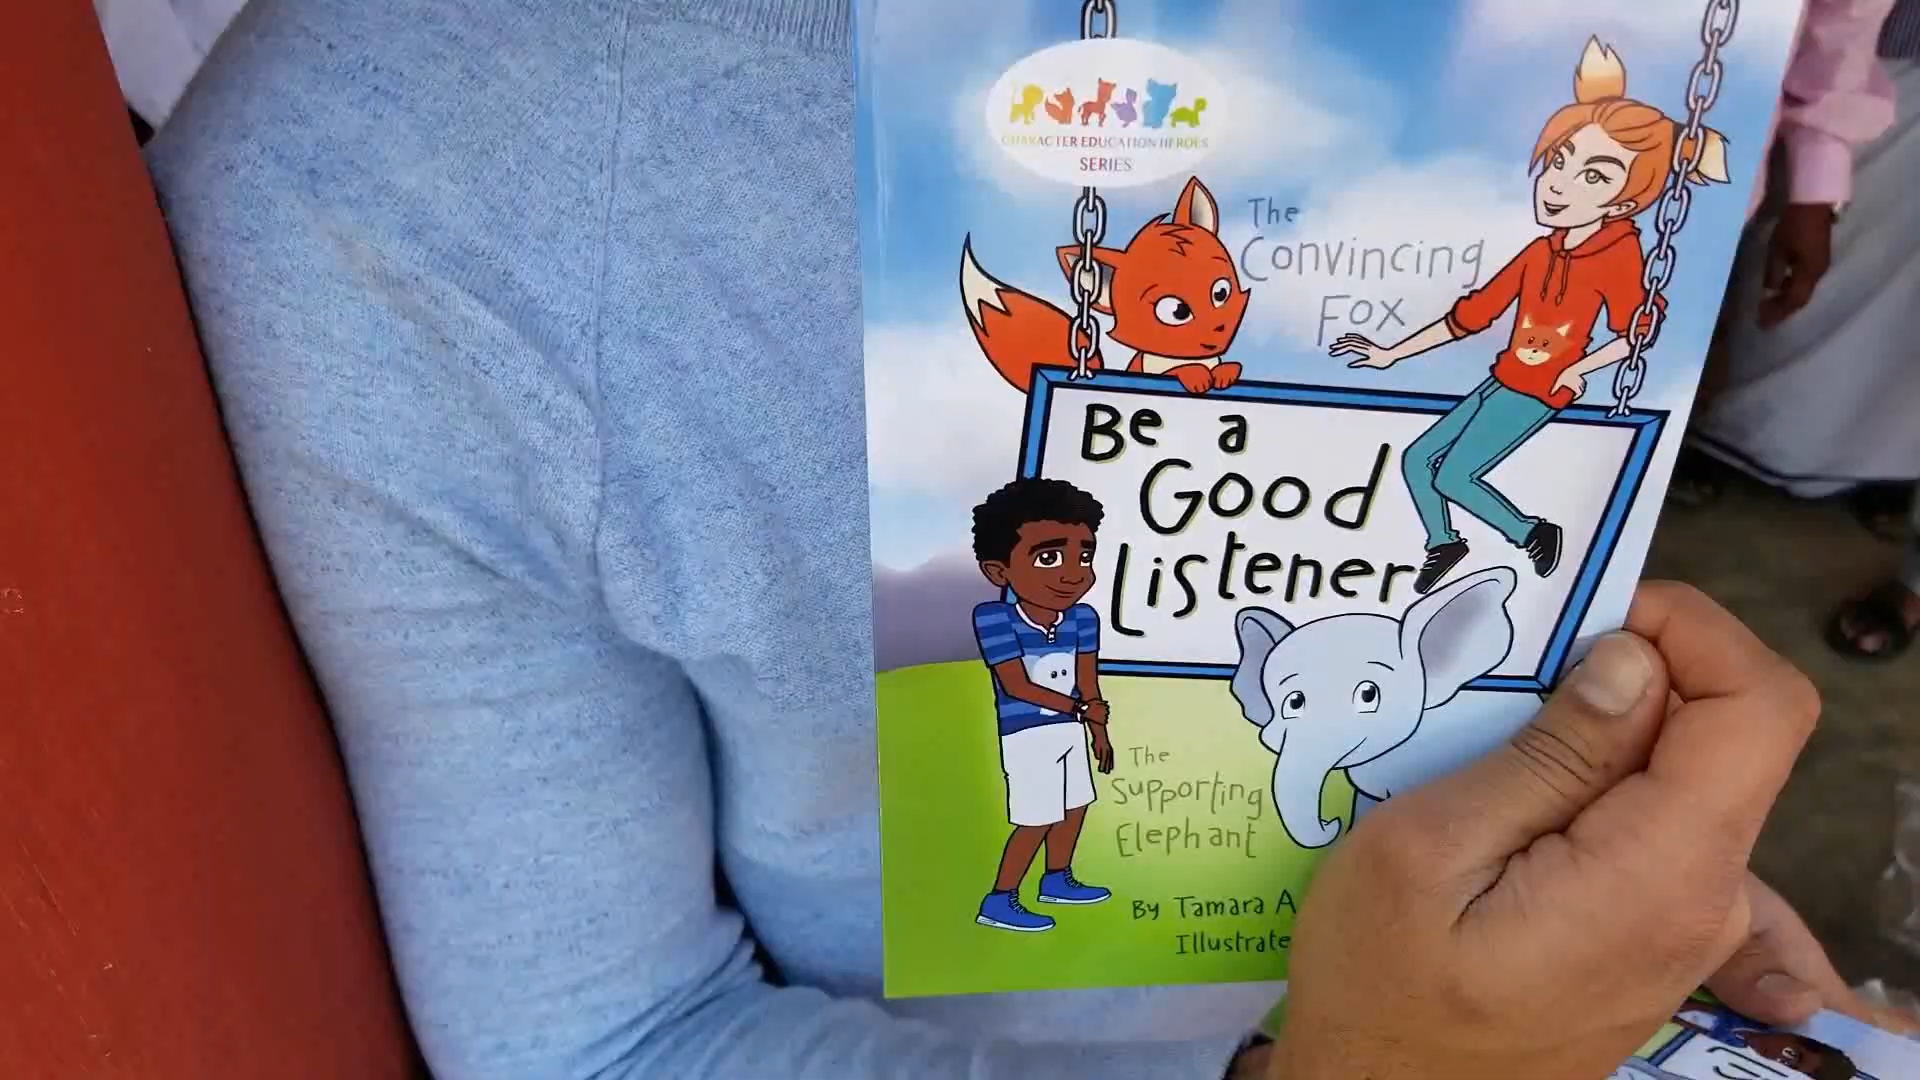 CHARACTER EDUCATION HEROES
SERIES
The
Convincing
Fox
Be a
Good
Listener
The
Supporting
Elephant
By Tamara A
Illustrate